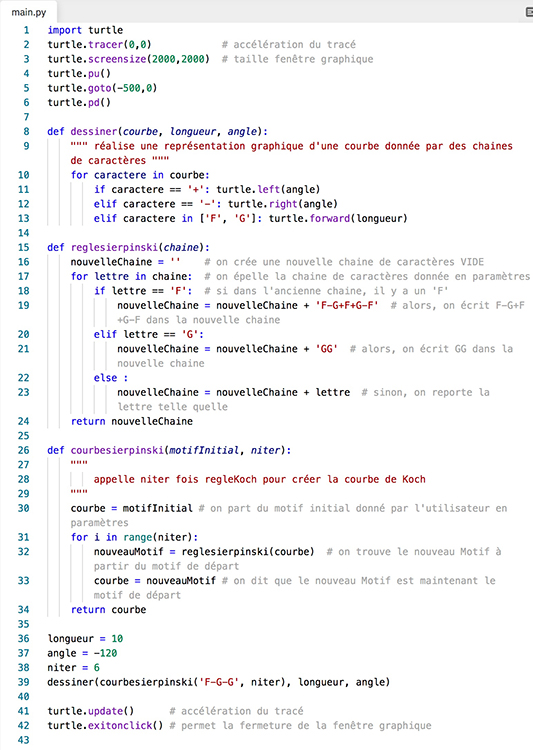 main.py
1 import turtle
2 turtle.tracer(0,0) # accélération du tracé
3 turtle.screensize(2000,2000) # taille fenêtre graphique
4 turtle.pu()
5 turtle.goto(-500,0)
6 turtle.pd()
7
8 def dessiner(courbe, longueur, angle):
9 """ réalise une représentation graphique d'une courbe donnée par des chaines
de caractères """
10 for caractere in courbe:
11 if caractere == '+': turtle.left(angle)
12 elif caractere == '-': turtle.right(angle)
13 elif caractere in ['F', 'G']: turtle.forward(longueur)
14
15 def reglesierpinski(chaine):
16 nouvelleChaine = '' # on crée une nouvelle chaine de caractères VIDE
17 for lettre in chaine: # on épelle la chaine de caractères donnée en paramètres
18 if lettre == 'F': # si dans l'ancienne chaine, il y a un 'F'
19 nouvelleChaine = nouvelleChaine + 'F-G+F+G-F' # alors, on écrit F-G+F
+G-F dans la nouvelle chaine
20 elif lettre == 'G':
21 nouvelleChaine = nouvelleChaine + 'GG' # alors, on écrit GG dans la
nouvelle chaine
22 else :
23 nouvelleChaine = nouvelleChaine + lettre # sinon, on reporte la
lettre telle quelle
24 return nouvelleChaine
25
26 def courbesierpinski(motifInitial, niter):
27 """
28 appelle niter fois regleKoch pour créer la courbe de Koch
29 """
30 courbe = motifInitial # on part du motif initial donné par l'utilisateur en
paramètres
31 for i in range(niter):
32 nouveauMotif = reglesierpinski(courbe) # on trouve le nouveau Motif à
partir du motif de départ
33 courbe = nouveauMotif # on dit que le nouveau Motif est maintenant le
motif de départ
34 return courbe
35
36 longueur = 10
37 angle = -120
38 niter = 6
39 dessiner(courbesierpinski('F-G-G', niter), longueur, angle)
40
41 turtle.update() # accélération du tracé
42 turtle.exitonclick() # permet la fermeture de la fenêtre graphique
43